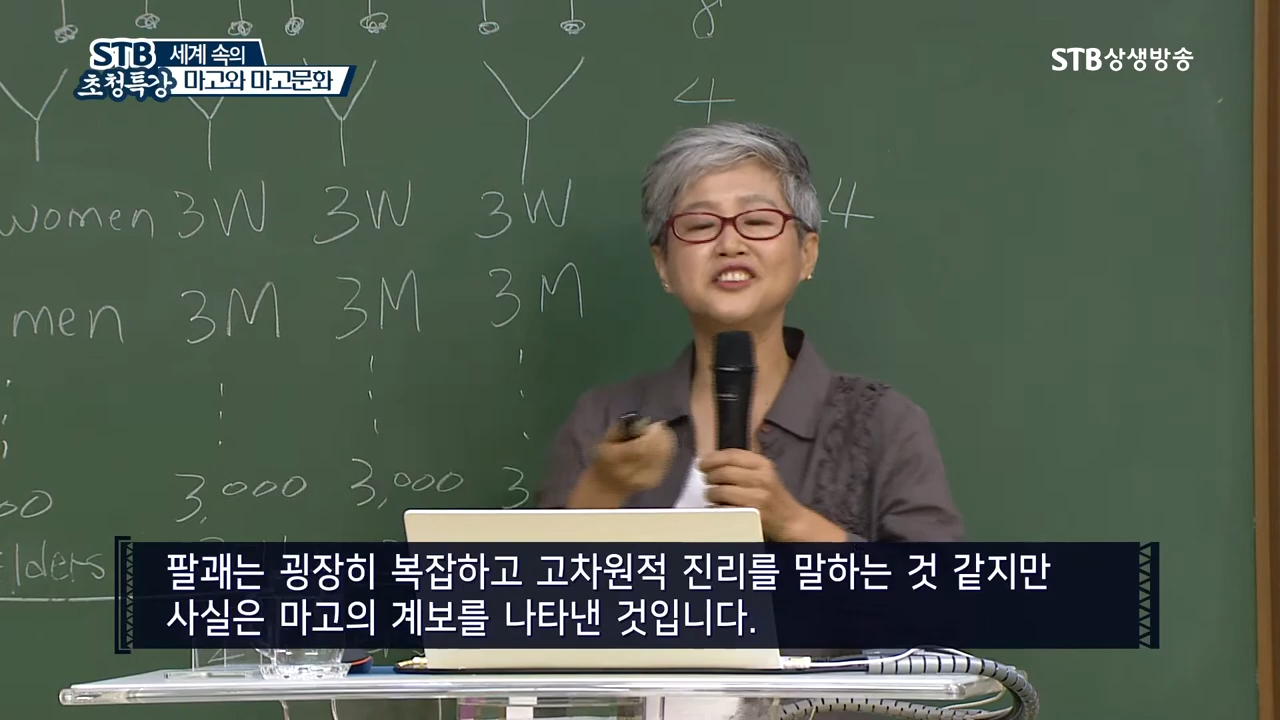 8
STB 세계 속의
초청특강 마고와 마고문화
STB상생방송
4
women 3W 3W 3W 4
men 3M 3M 3M
3,000 3,000 3
elders
팔괘는 굉장히 복잡하고 고차원적 진리를 말하는 것 같지만
사실은 마고의 계보를 나타낸 것입니다.